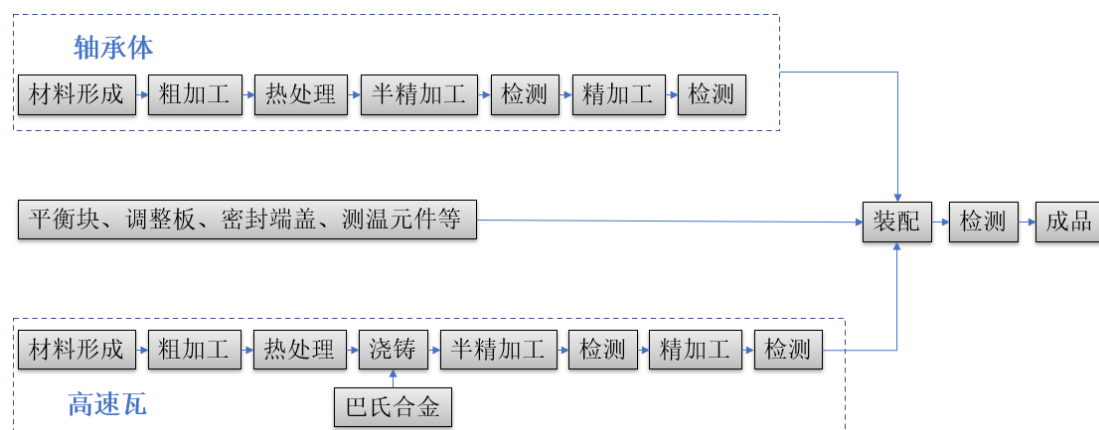 轴承体
材料形成 粗加工 热处理 半精加工 检测 精加工 检测
平衡块、调整板、密封端盖、测温元件等
装配 检测 成品
材料形成 粗加工 热处理 浇铸 半精加工 检测 精加工 检测
巴氏合金
高速瓦